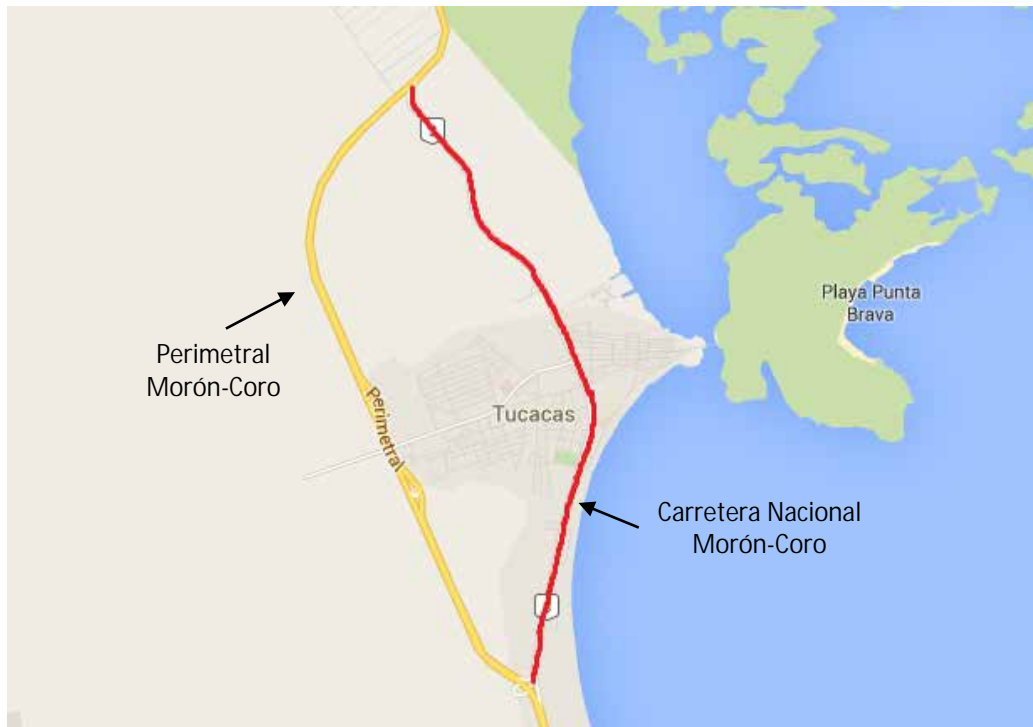 Playa Punta
Brava
Perimetral
Morón-Coro
Perimetral
Tucacas
Carretera Nacional
Morón-Coro